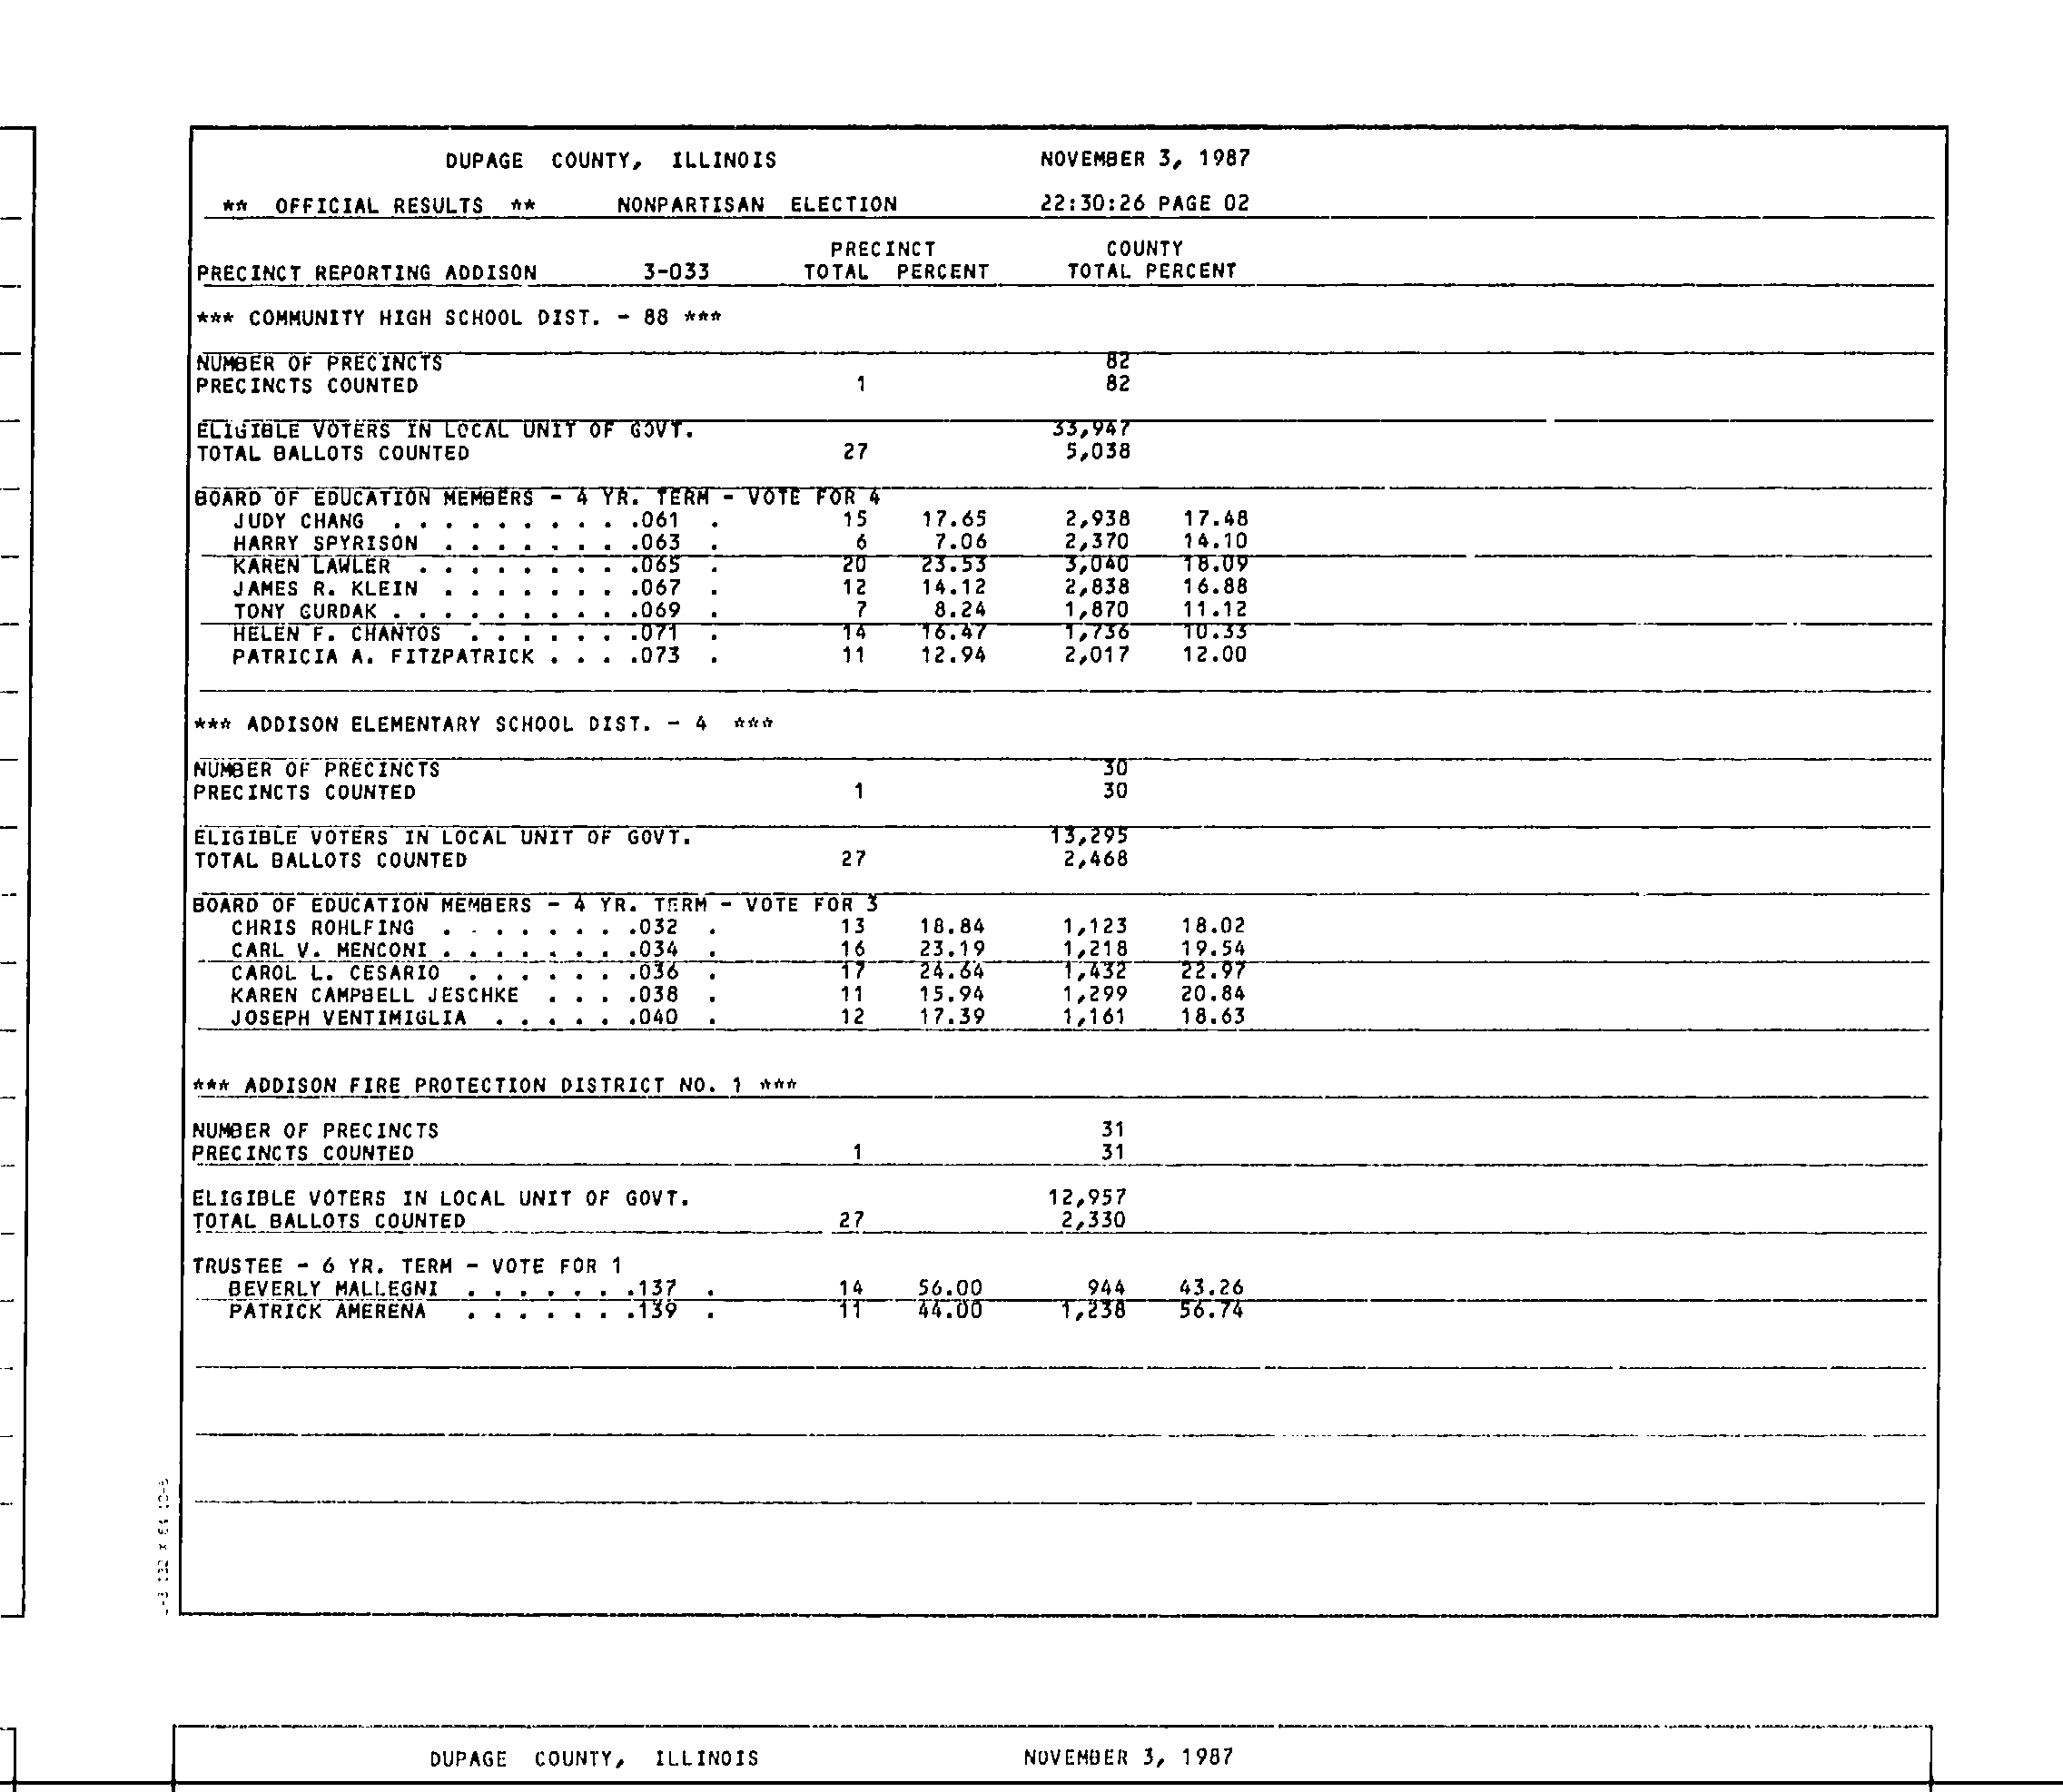 DUPAGE COUNTY, ILLINOIS NOVEMBER 3, 1987
** OFFICIAL RESULTS ** NONPARTISAN ELECTION 22:30:26 PAGE 02
PRECINCT COUNTY
PRECINCT REPORTING ADDISON 3-033 TOTAL PERCENT TOTAL PERCENT
*** COMMUNITY HIGH SCHOOL DIST. - 88 ***
NUMBER OF PRECINCTS 82
PRECINCTS COUNTED 1 82
ELIGIBLE VOTERS IN LOCAL UNIT OF GOVT. 33,947
TOTAL BALLOTS COUNTED 27 5,038
BOARD OF EDUCATION MEMBERS - 4 YR. TERM - VOTE FOR 4
JUDY CHANG . . . . . . . . . .061 . 15 17.65 2,938 17.48
HARRY SPYRISON . . . . . . . .063 . 6 7.06 2,370 14.10
KAREN LAWLER . . . . . . . . .065 . 20 23.53 3,040 18.09
JAMES R. KLEIN . . . . . . . .067 . 12 14.12 2,838 16.88
TONY GURDAK . . . . . . . . . .069 . 7 8.24 1,870 11.12
HELEN F. CHANTOS . . . . . . .071 . 14 16.47 1,736 10.33
PATRICIA A. FITZPATRICK . . . .073 . 11 12.94 2,017 12.00
*** ADDISON ELEMENTARY SCHOOL DIST. - 4 ***
NUMBER OF PRECINCTS 30
PRECINCTS COUNTED 1 30
ELIGIBLE VOTERS IN LOCAL UNIT OF GOVT. 13,295
TOTAL BALLOTS COUNTED 27 2,468
BOARD OF EDUCATION MEMBERS - 4 YR. TERM - VOTE FOR 3
CHRIS ROHLFING . . . . . . . .032 . 13 18.84 1,123 18.02
CARL V. MENCONI . . . . . . . .034 . 16 23.19 1,218 19.54
CAROL L. CESARIO . . . . . . .036 . 17 24.64 1,432 22.97
KAREN CAMPBELL JESCHKE . . . .038 . 11 15.94 1,299 20.84
JOSEPH VENTIMIGLIA . . . . . .040 . 12 17.39 1,161 18.63
*** ADDISON FIRE PROTECTION DISTRICT NO. 1 ***
NUMBER OF PRECINCTS 31
PRECINCTS COUNTED 1 31
ELIGIBLE VOTERS IN LOCAL UNIT OF GOVT. 12,957
TOTAL BALLOTS COUNTED 27 2,330
TRUSTEE - 6 YR. TERM - VOTE FOR 1
BEVERLY MALLEGNI . . . . . . .137 . 14 56.00 944 43.26
PATRICK AMERENA . . . . . . .139 . 11 44.00 1,238 56.74
DUPAGE COUNTY, ILLINOIS NOVEMBER 3, 1987